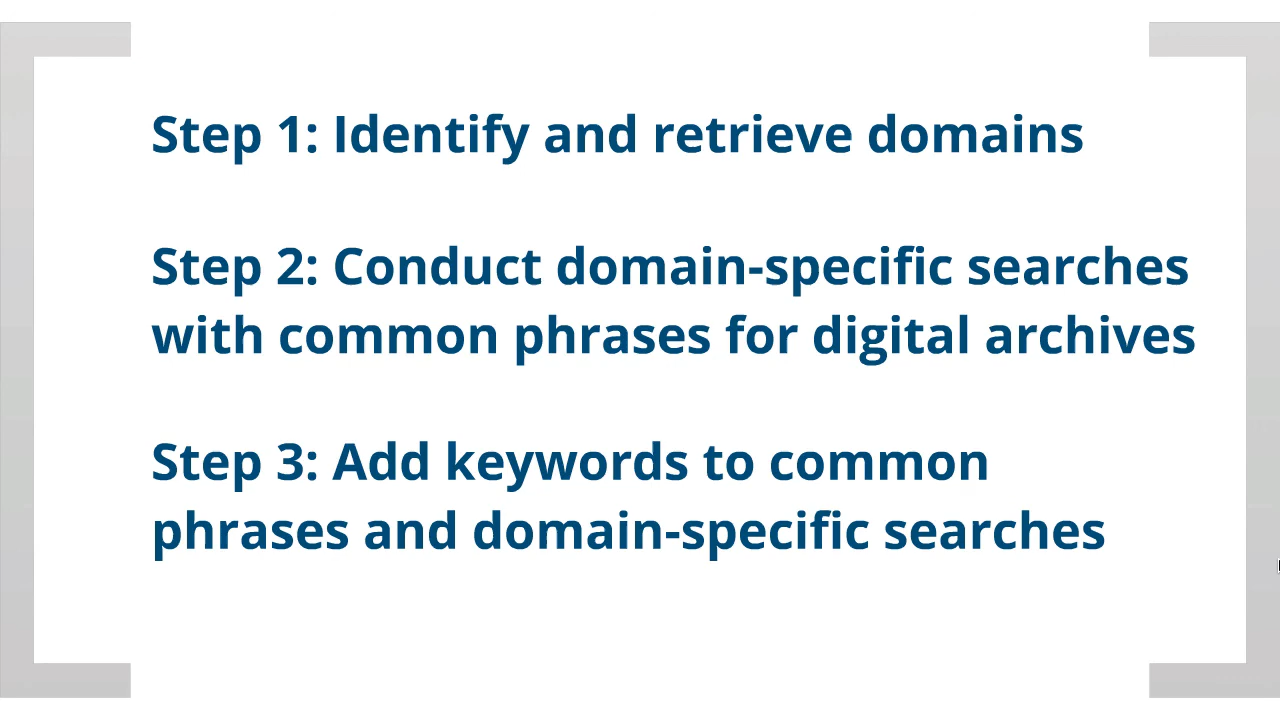 Step 1: Identify and retrieve domains
Step 2: Conduct domain-specific searches
with common phrases for digital archives
Step 3: Add keywords to common
phrases and domain-specific searches